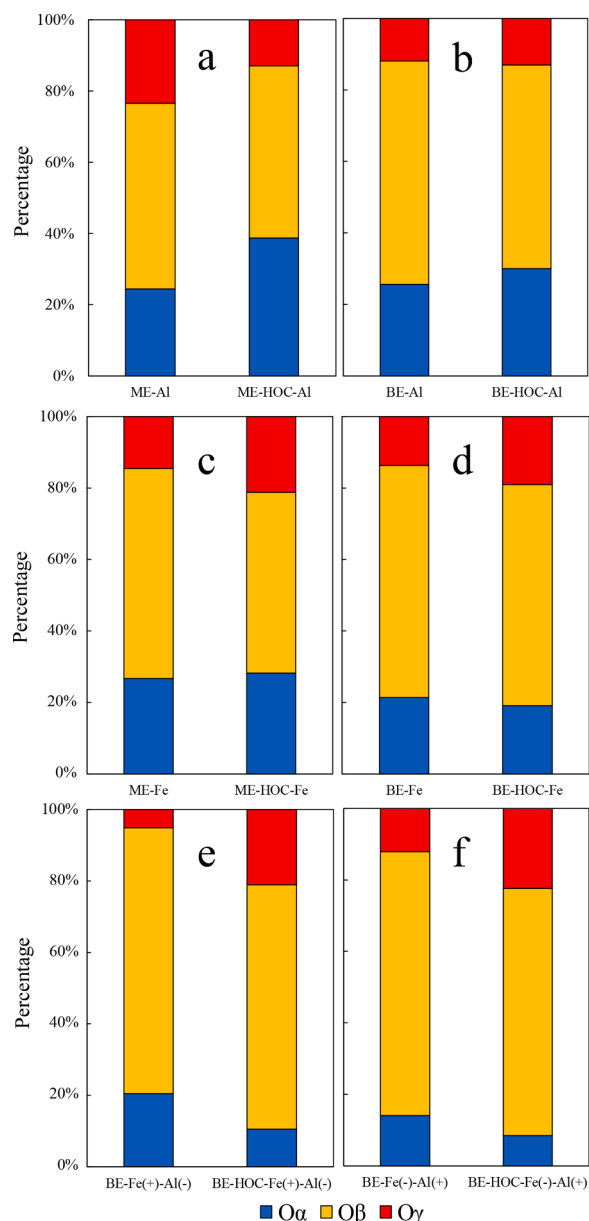 100%
80%
60%
40%
20%
0%
Percentage
a
b
ME-Al
ME-HOC-Al
BE-Al
BE-HOC-Al
100%
80%
60%
40%
20%
0%
Percentage
c
d
ME-Fe
ME-HOC-Fe
BE-Fe
BE-HOC-Fe
100%
80%
60%
40%
20%
0%
Percentage
e
f
BE-Fe(+)-Al(-)
BE-HOC-Fe(+)-Al(-)
BE-Fe(-)-Al(+)
BE-HOC-Fe(-)-Al(+)
Oα Oβ Oγ